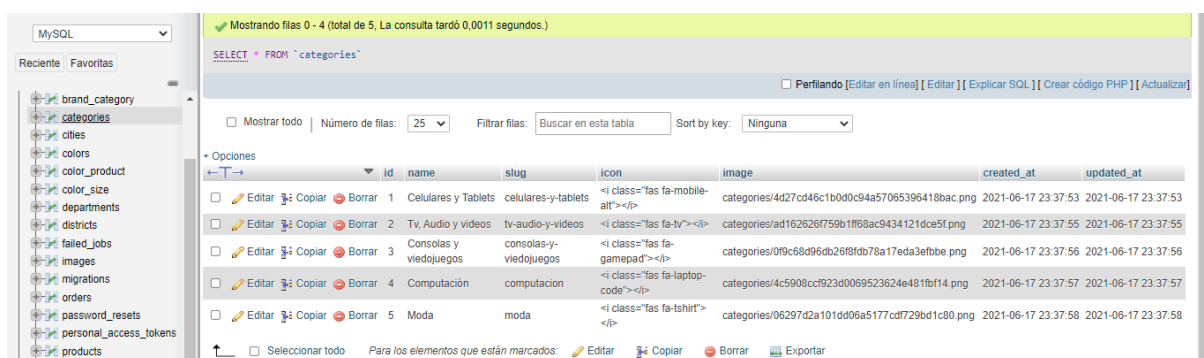 MySQL
Reciente Favoritas
brand_category
categories
cities
colors
color_product
color_size
departments
districts
failed_jobs
images
migrations
orders
password_resets
personal_access_tokens
products
Mostrando filas 0 - 4 (total de 5, La consulta tardó 0,0011 segundos.)
SELECT * FROM `categories`
Perfilando [Editar en línea] [ Editar ] [ Explicar SQL ] [ Crear código PHP ] [ Actualizar]
Mostrar todo | Número de filas: 25 Filtrar filas: Buscar en esta tabla Sort by key: Ninguna
+ Opciones
←T→ id name slug icon image created_at updated_at
Editar Copiar Borrar 1 Celulares y Tablets celulares-y-tablets <i class="fas fa-mobile-alt"></i> categories/4d27cd46c1b0d0c94a57065396418bac.png 2021-06-17 23:37:53 2021-06-17 23:37:53
Editar Copiar Borrar 2 Tv, Audio y videos tv-audio-y-videos <i class="fas fa-tv"></i> categories/ad162626f759b1ff68ac9434121dce5f.png 2021-06-17 23:37:55 2021-06-17 23:37:55
Editar Copiar Borrar 3 Consolas y viedojuegos consolas-y-viedojuegos <i class="fas fa-gamepad"></i> categories/0f9c68d96db26f8fdb78a17eda3efbbe.png 2021-06-17 23:37:56 2021-06-17 23:37:56
Editar Copiar Borrar 4 Computación computacion <i class="fas fa-laptop-code"></i> categories/4c5908ccf923d0069523624e481fbf14.png 2021-06-17 23:37:57 2021-06-17 23:37:57
Editar Copiar Borrar 5 Moda moda <i class="fas fa-tshirt"></i> categories/06297d2a101dd06a5177cdf729bd1c80.png 2021-06-17 23:37:58 2021-06-17 23:37:58
Seleccionar todo Para los elementos que están marcados: Editar Copiar Borrar Exportar